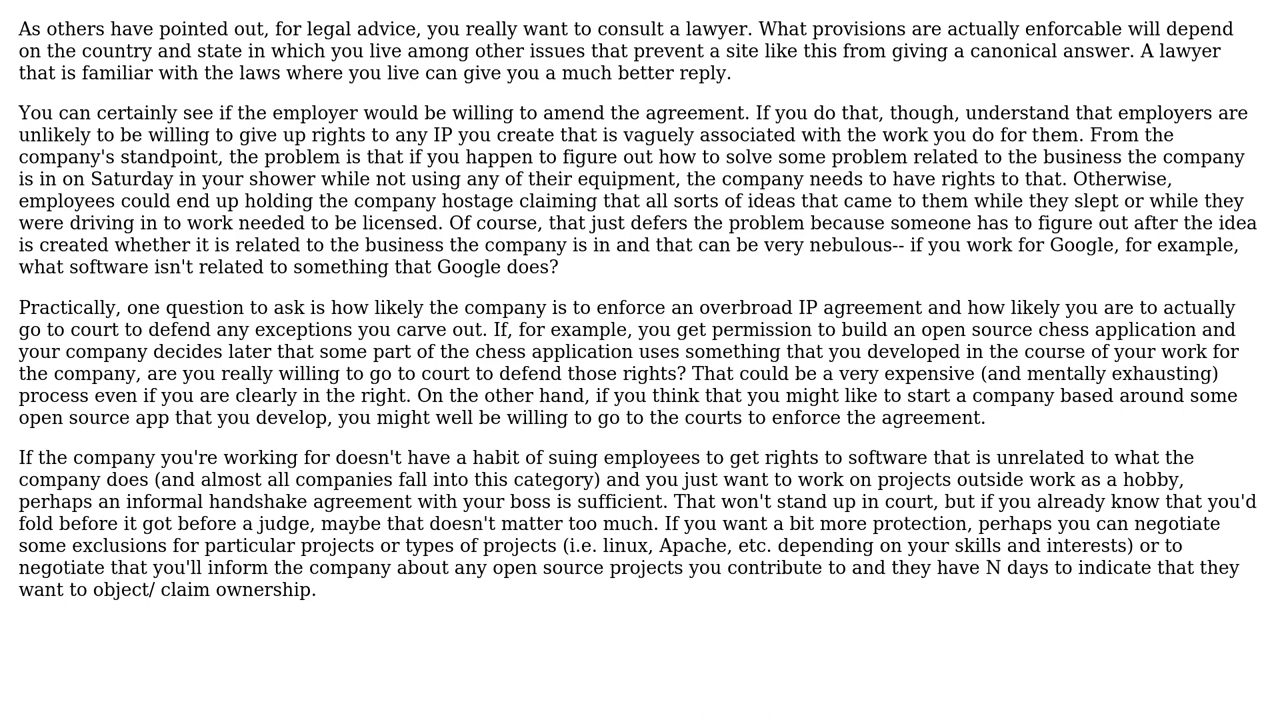 As others have pointed out, for legal advice, you really want to consult a lawyer. What provisions are actually enforcable will depend
on the country and state in which you live among other issues that prevent a site like this from giving a canonical answer. A lawyer
that is familiar with the laws where you live can give you a much better reply.
You can certainly see if the employer would be willing to amend the agreement. If you do that, though, understand that employers are
unlikely to be willing to give up rights to any IP you create that is vaguely associated with the work you do for them. From the
company's standpoint, the problem is that if you happen to figure out how to solve some problem related to the business the company
is in on Saturday in your shower while not using any of their equipment, the company needs to have rights to that. Otherwise,
employees could end up holding the company hostage claiming that all sorts of ideas that came to them while they slept or while they
were driving in to work needed to be licensed. Of course, that just defers the problem because someone has to figure out after the idea
is created whether it is related to the business the company is in and that can be very nebulous-- if you work for Google, for example,
what software isn't related to something that Google does?
Practically, one question to ask is how likely the company is to enforce an overbroad IP agreement and how likely you are to actually
go to court to defend any exceptions you carve out. If, for example, you get permission to build an open source chess application and
your company decides later that some part of the chess application uses something that you developed in the course of your work for
the company, are you really willing to go to court to defend those rights? That could be a very expensive (and mentally exhausting)
process even if you are clearly in the right. On the other hand, if you think that you might like to start a company based around some
open source app that you develop, you might well be willing to go to the courts to enforce the agreement.
If the company you're working for doesn't have a habit of suing employees to get rights to software that is unrelated to what the
company does (and almost all companies fall into this category) and you just want to work on projects outside work as a hobby,
perhaps an informal handshake agreement with your boss is sufficient. That won't stand up in court, but if you already know that you'd
fold before it got before a judge, maybe that doesn't matter too much. If you want a bit more protection, perhaps you can negotiate
some exclusions for particular projects or types of projects (i.e. linux, Apache, etc. depending on your skills and interests) or to
negotiate that you'll inform the company about any open source projects you contribute to and they have N days to indicate that they
want to object/ claim ownership.